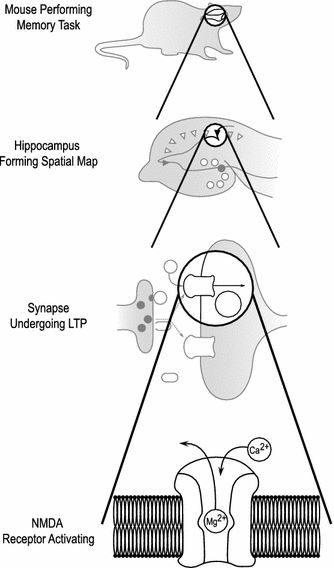 Mouse Performing
Memory Task
Hippocampus
Forming Spatial Map
Synapse
Undergoing LTP
Ca2+
Mg2+
NMDA
Receptor Activating